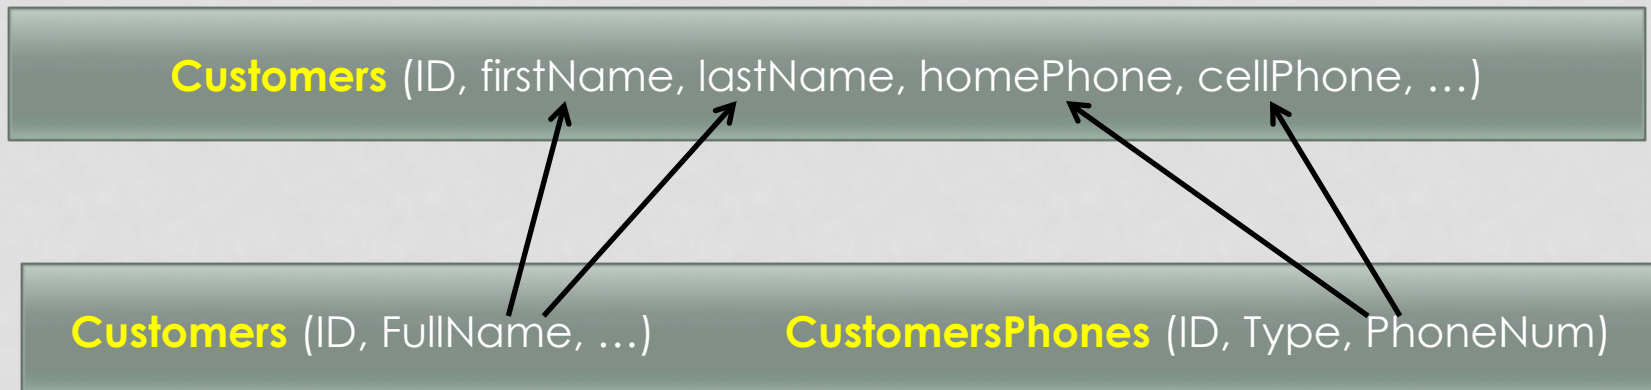 Customers (ID, firstName, lastName, homePhone, cellPhone, …)
Customers (ID, FullName, …) CustomersPhones (ID, Type, PhoneNum)